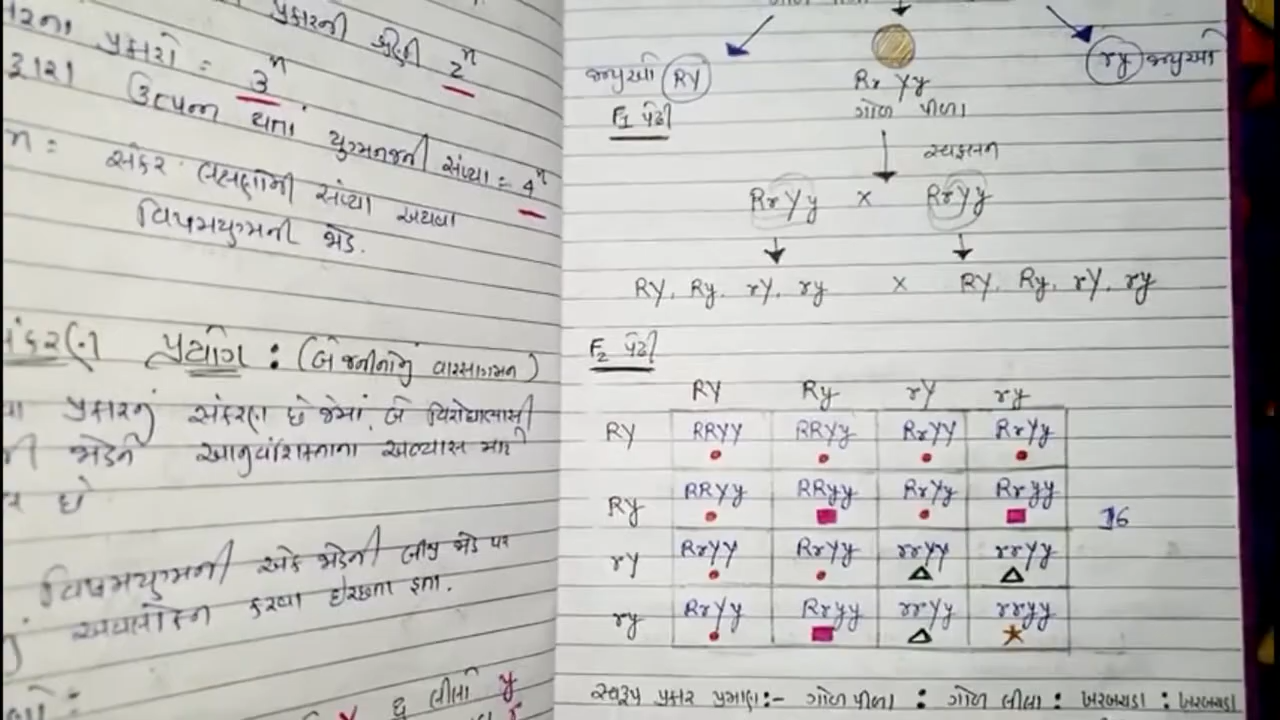 પ્રકારની શ્રેણી 2ⁿ
પ્રકારો = 3ⁿ
દ્વારા ઉત્પન્ન થતાં યુગ્મનજની સંખ્યા = 4ⁿ
n = સંકર લક્ષણોની સંખ્યા અથવા
વિષમયુગ્મની જોડ.
પ્રયોગ : (બે જનીનોનું વારસાગમન)
પ્રકારનું સંકરણ છે જેમાં, બે વિરોધાભાસી
જોડની આનુવંશિકતાના અભ્યાસ માટે
છે
વિષમયુગ્મની એક જોડની બીજી જોડ પર
અવલોકન કરવા ઇચ્છતા હતા.
લીલો y
જન્યુઓ RY
Rr Yy
ry જન્યુઓ
F1 પેઢી
ગોળ પીળા
સ્વફલન
RrYy x RrYy
RY, Ry, rY, ry x RY, Ry, rY, ry
F2 પેઢી
RY Ry rY ry
RY RRYY RRYy RrYY RrYy
Ry RRYy RRyy RrYy Rryy
16
rY RrYY RrYy rrYY rrYy
ry RrYy Rryy rrYy rryy
સ્વરૂપ પ્રકાર પ્રમાણ:- ગોળ પીળા : ગોળ લીલા : ખરબચડા : ખરબચડા